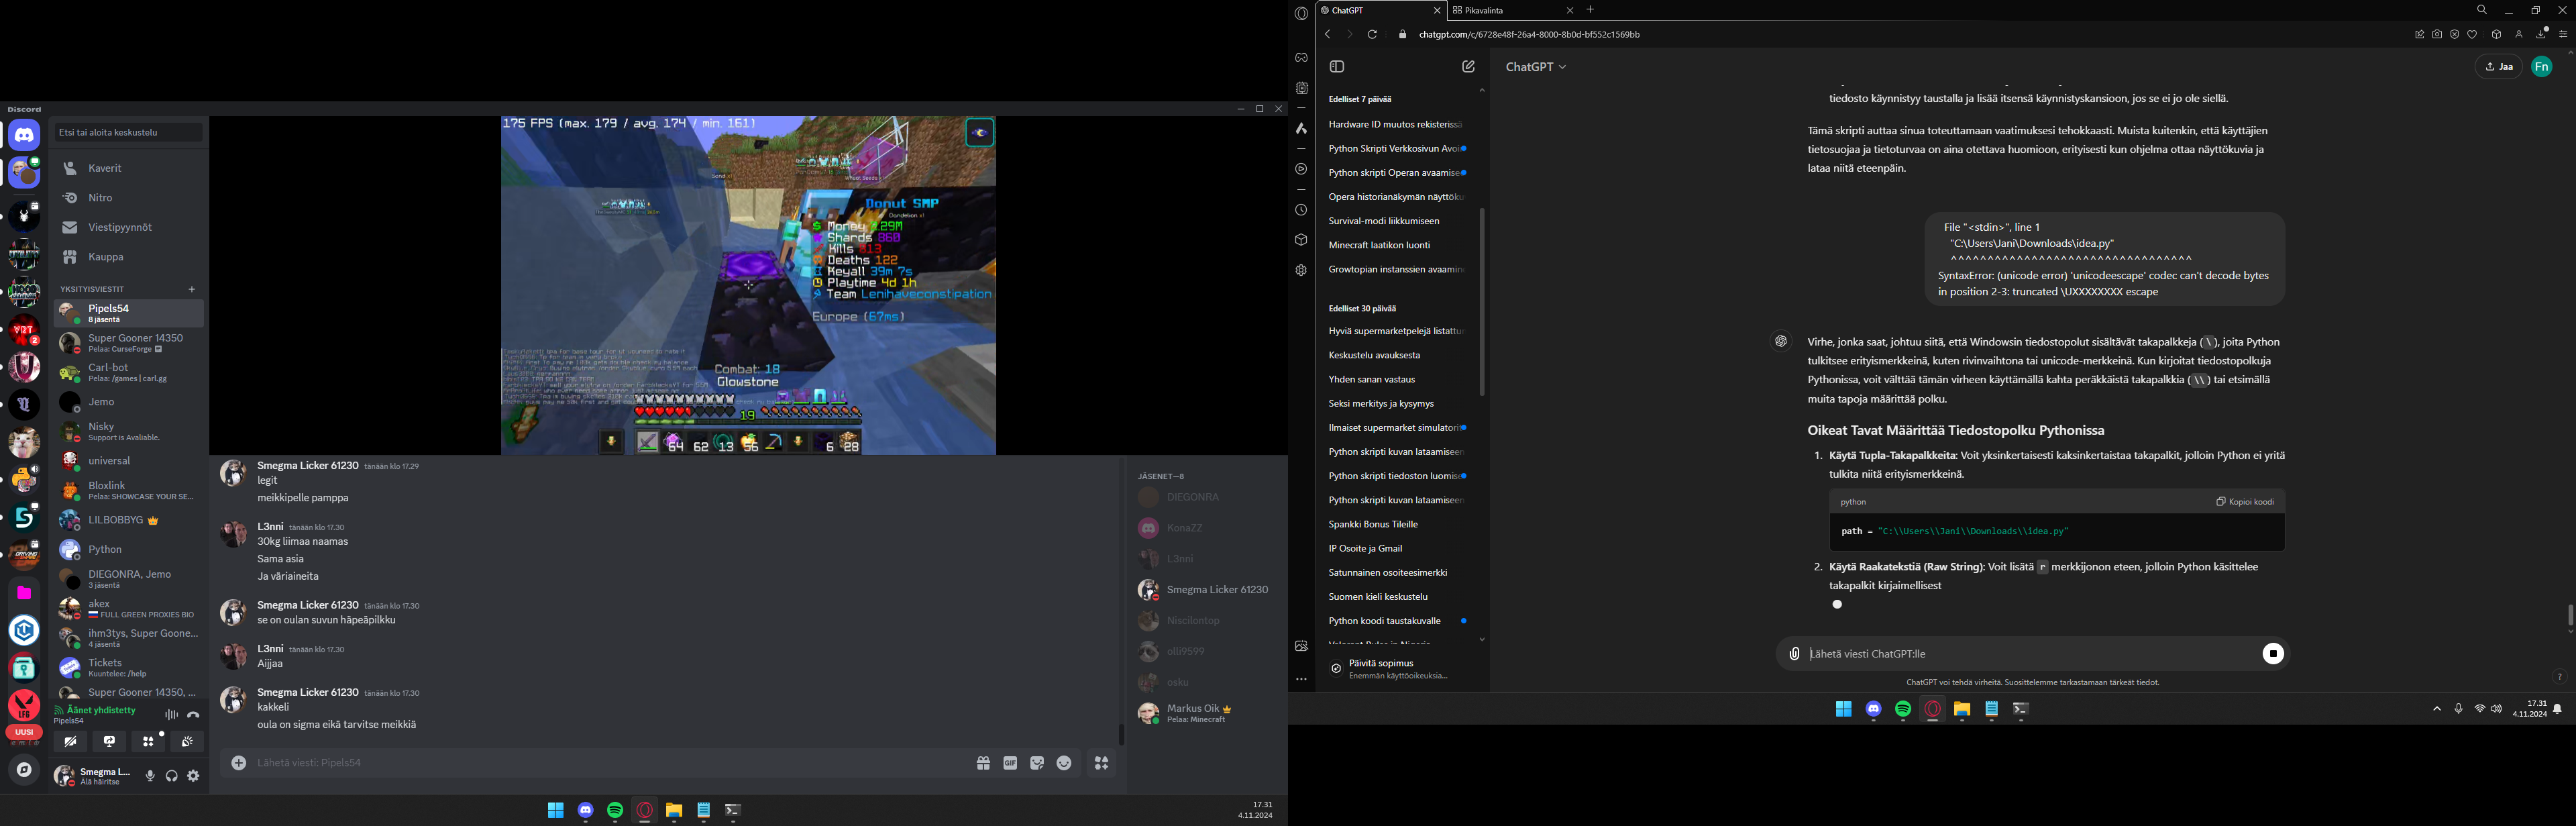 Discord
Etsi tai aloita keskustelu
Kaverit
Nitro
Viestipyynnöt
Kauppa
YKSITYISVIESTIT
Pipels54
8 jäsentä
Super Gooner 14350
Pelaa: CurseForge
Carl-bot
Pelaa: /games | carl.gg
Jemo
Nisky
Support is Avaliable.
universal
Bloxlink
Pelaa: SHOWCASE YOUR SE...
LILBOBBYG
Python
DIEGONRA, Jemo
3 jäsentä
akex
FULL GREEN PROXIES BIO
ihm3tys, Super Goone...
4 jäsentä
Tickets
Kuuntelee: /help
Super Gooner 14350, ...
Äänet yhdistetty
Pipels54
UUSI
Smegma L...
Älä häiritse
175 FPS (max. 179 / avg. 174 / min. 161)
Donut SMP
Money 1.29M
Shards 860
Kills 813
Deaths 122
Keyall 39m 7s
Playtime 4d 1h
Team Lenihaveconstipation
Europe (67ms)
Combat: 18
Glowstone
19
64 62 13 56 6 28
Smegma Licker 61230 tänään klo 17.29
legit
meikkipelle pamppa
L3nni tänään klo 17.30
30kg liimaa naamas
Sama asia
Ja väriaineita
Smegma Licker 61230 tänään klo 17.30
se on oulan suvun häpeäpilkku
L3nni tänään klo 17.30
Aijjaa
Smegma Licker 61230 tänään klo 17.30
kakkeli
oula on sigma eikä tarvitse meikkiä
Lähetä viesti: Pipels54
GIF
JÄSENET—8
DIEGONRA
KonaZZ
L3nni
Smegma Licker 61230
Niscilontop
olli9599
osku
Markus Oik
Pelaa: Minecraft
17.31
4.11.2024
ChatGPT
Pikavalinta
chatgpt.com/c/6728e48f-26a4-8000-8b0d-bf552c1569bb
ChatGPT
Jaa
Fn
Edelliset 7 päivää
Hardware ID muutos rekisterissä
Python Skripti Verkkosivun Avoi
Python skripti Operan avaamise
Opera historianäkymän näyttöku
Survival-modi liikkumiseen
Minecraft laatikon luonti
Growtopian instanssien avaamin
Edelliset 30 päivää
Hyviä supermarketpelejä listattu
Keskustelu avauksesta
Yhden sanan vastaus
Seksi merkitys ja kysymys
Ilmaiset supermarket simulatorit
Python skripti kuvan lataamiseen
Python skripti tiedoston luomise
Python skripti kuvan lataamiseen
Spankki Bonus Tileille
IP Osoite ja Gmail
Satunnainen osoiteesimerkki
Suomen kieli keskustelu
Python koodi taustakuvalle
Päivitä sopimus
Enemmän käyttöoikeuksia...
tiedosto käynnistyy taustalla ja lisää itsensä käynnistyskansioon, jos se ei jo ole siellä.
Tämä skripti auttaa sinua toteuttamaan vaatimuksesi tehokkaasti. Muista kuitenkin, että käyttäjien
tietosuojaa ja tietoturvaa on aina otettava huomioon, erityisesti kun ohjelma ottaa näyttökuvia ja
lataa niitä eteenpäin.
File "<stdin>", line 1
"C:\Users\Jani\Downloads\idea.py"
^^^^^^^^^^^^^^^^^^^^^^^^^^^^^^^^^
SyntaxError: (unicode error) 'unicodeescape' codec can't decode bytes
in position 2-3: truncated \UXXXXXXXX escape
Virhe, jonka saat, johtuu siitä, että Windowsin tiedostopolut sisältävät takapalkkeja (\), joita Python
tulkitsee erityismerkkeinä, kuten rivinvaihtona tai unicode-merkkeinä. Kun kirjoitat tiedostopolkuja
Pythonissa, voit välttää tämän virheen käyttämällä kahta peräkkäistä takapalkkia (\\) tai etsimällä
muita tapoja määrittää polku.
Oikeat Tavat Määrittää Tiedostopolku Pythonissa
1. Käytä Tupla-Takapalkkeita: Voit yksinkertaisesti kaksinkertaistaa takapalkit, jolloin Python ei yritä
tulkita niitä erityismerkkeinä.
python
Kopioi koodi
path = "C:\\Users\\Jani\\Downloads\\idea.py"
2. Käytä Raakatekstiä (Raw String): Voit lisätä r merkkijonon eteen, jolloin Python käsittelee
takapalkit kirjaimellisest
Lähetä viesti ChatGPT:lle
ChatGPT voi tehdä virheitä. Suosittelemme tarkastamaan tärkeät tiedot.
?
17.31
4.11.2024